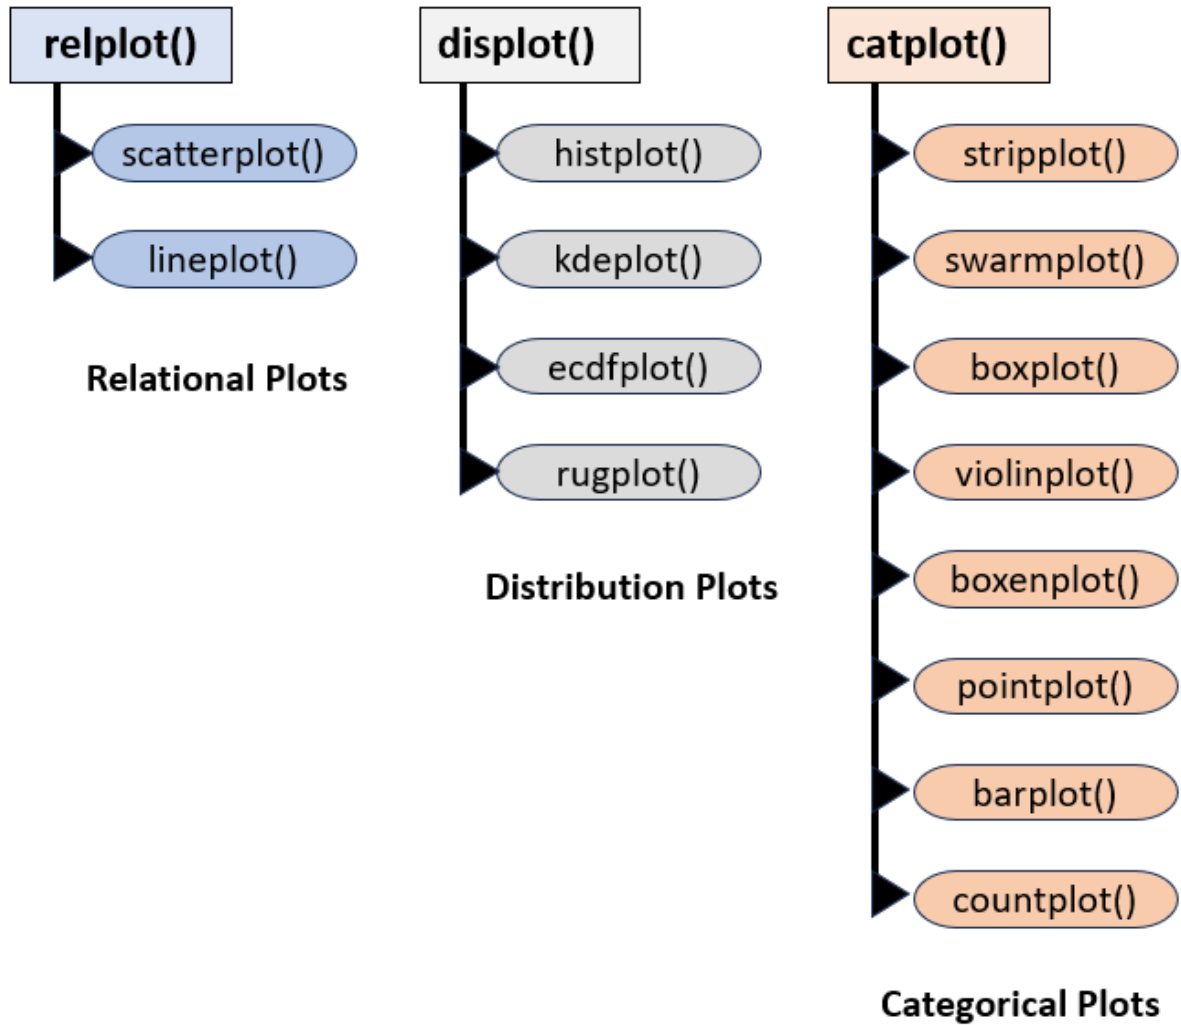 relplot()
scatterplot()
lineplot()
Relational Plots
displot()
histplot()
kdeplot()
ecdfplot()
rugplot()
Distribution Plots
catplot()
stripplot()
swarmplot()
boxplot()
violinplot()
boxenplot()
pointplot()
barplot()
countplot()
Categorical Plots